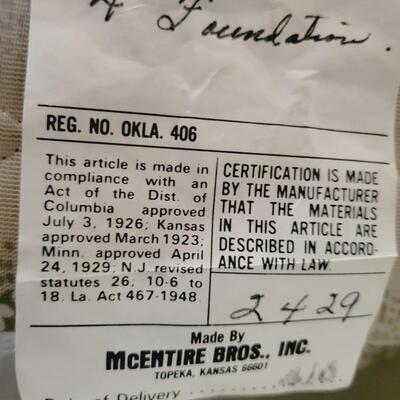 & Foundation.
REG. NO. OKLA. 406
This article is made in
compliance with an
Act of the Dist. of
Columbia approved
July 3, 1926; Kansas
approved March 1923;
Minn. approved April
24, 1929; N.J. revised
statutes 26, 10-6 to
18. La. Act 467-1948.
CERTIFICATION IS MADE
BY THE MANUFACTURER
THAT THE MATERIALS
IN THIS ARTICLE ARE
DESCRIBED IN ACCORD-
ANCE WITH LAW.
2429
Made By
McENTIRE BROS., INC.
TOPEKA, KANSAS 66601
Date of Delivery